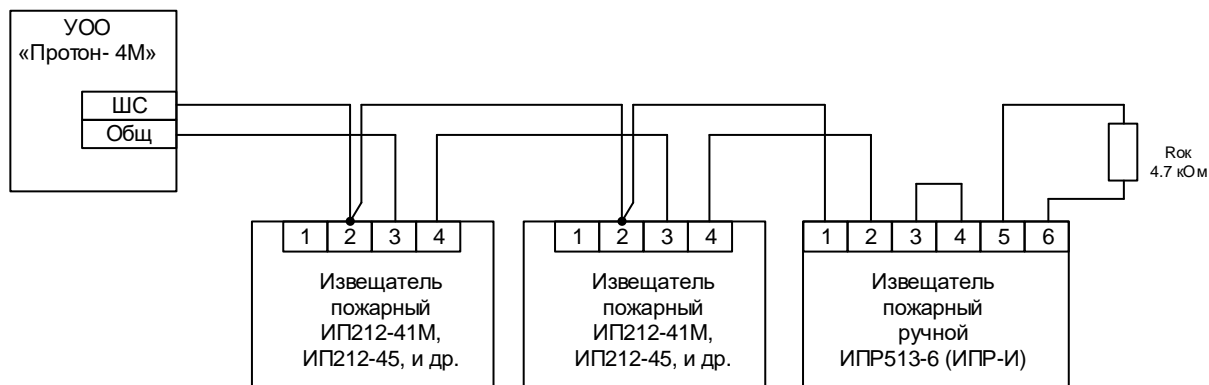 УОО
«Протон- 4М»
ШС
Общ
Rок
4.7 кОм
1 2 3 4
1 2 3 4
1 2 3 4 5 6
Извещатель
пожарный
ИП212-41М,
ИП212-45, и др.
Извещатель
пожарный
ИП212-41М,
ИП212-45, и др.
Извещатель
пожарный
ручной
ИПР513-6 (ИПР-И)